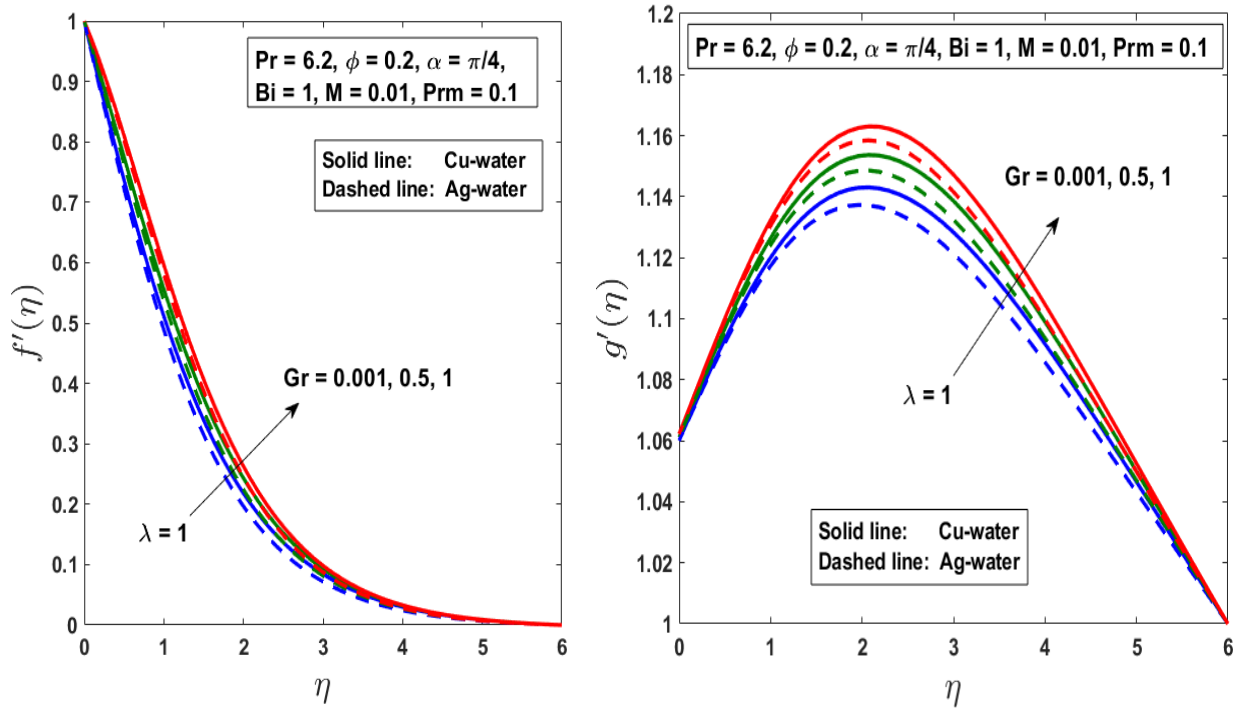 Pr = 6.2, ϕ = 0.2, α = π/4,
Bi = 1, M = 0.01, Prm = 0.1
Solid line: Cu-water
Dashed line: Ag-water
Gr = 0.001, 0.5, 1
λ = 1
f′(η)
1
0.9
0.8
0.7
0.6
0.5
0.4
0.3
0.2
0.1
0
0 1 2 3 4 5 6
η
Pr = 6.2, ϕ = 0.2, α = π/4, Bi = 1, M = 0.01, Prm = 0.1
Gr = 0.001, 0.5, 1
λ = 1
Solid line: Cu-water
Dashed line: Ag-water
g′(η)
1.2
1.18
1.16
1.14
1.12
1.1
1.08
1.06
1.04
1.02
1
0 1 2 3 4 5 6
η